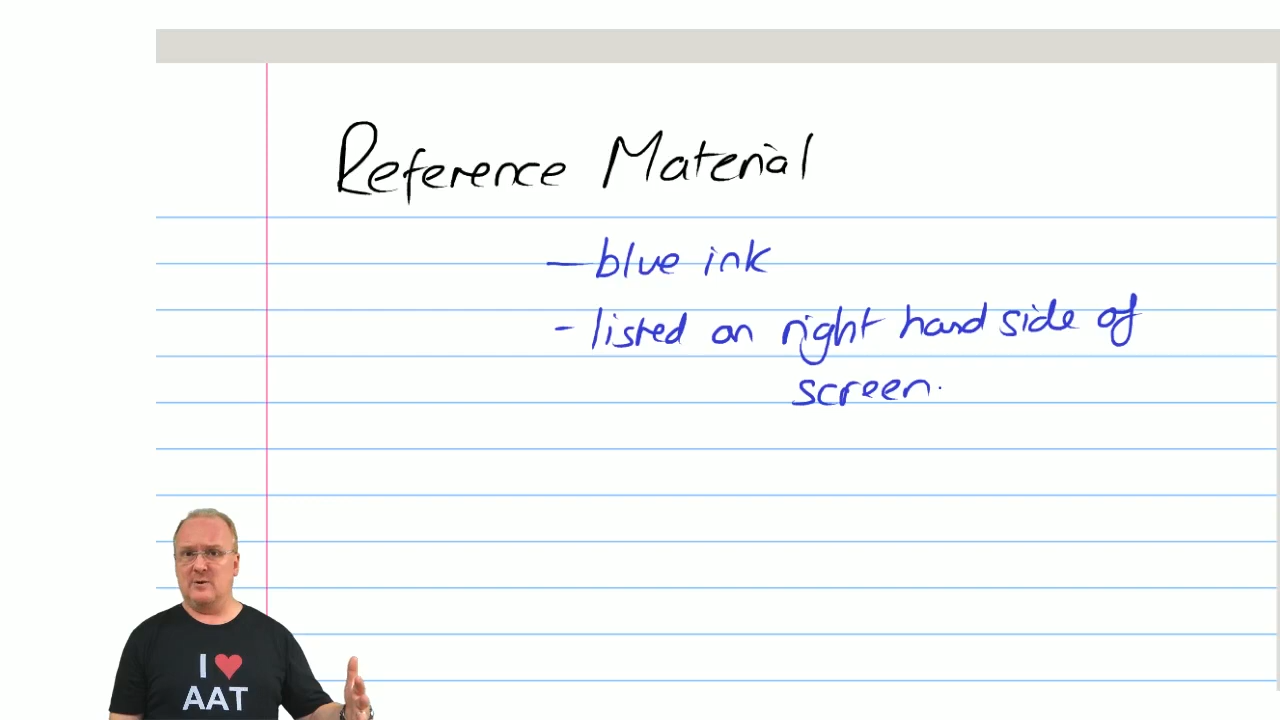 Reference Material
— blue ink
- listed on right hand side of
screen.
I ❤ AAT